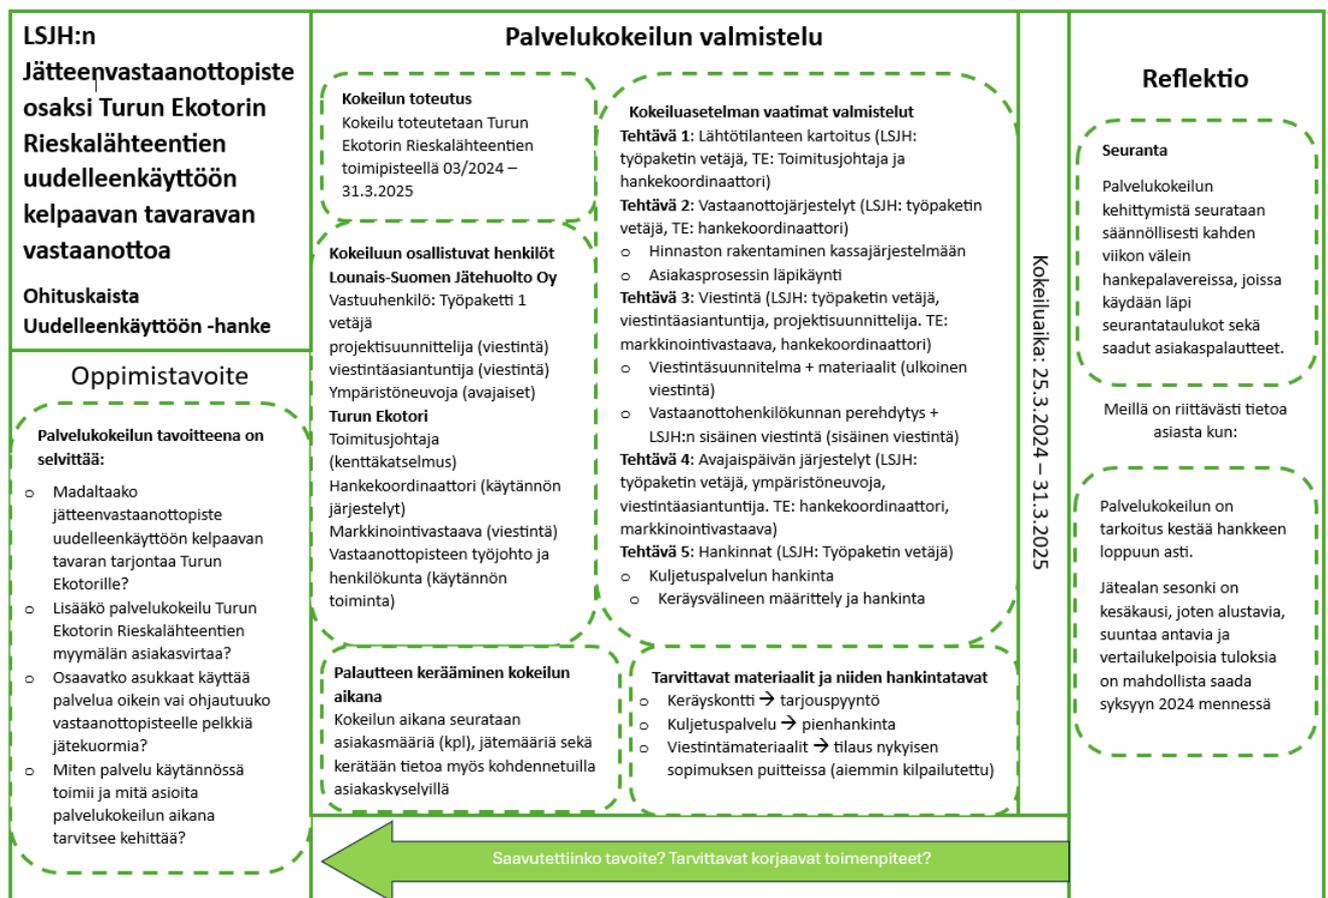 LSJH:n
Jätteenvastaanottopiste
osaksi Turun Ekotorin
Rieskalähteentien
uudelleenkäyttöön
kelpaavan tavaravan
vastaanottoa
Ohituskaista
Uudelleenkäyttöön -hanke
Oppimistavoite
Palvelukokeilun tavoitteena on
selvittää:
o Madaltaako
jätteenvastaanottopiste
uudelleenkäyttöön kelpaavan
tavaran tarjontaa Turun
Ekotorille?
o Lisääkö palvelukokeilu Turun
Ekotorin Rieskalähteentien
myymälän asiakasvirtaa?
o Osaavatko asukkaat käyttää
palvelua oikein vai ohjautuuko
vastaanottopisteelle pelkkiä
jätekuormia?
o Miten palvelu käytännössä
toimii ja mitä asioita
palvelukokeilun aikana
tarvitsee kehittää?
Palvelukokeilun valmistelu
Kokeilun toteutus
Kokeilu toteutetaan Turun
Ekotorin Rieskalähteentien
toimipisteellä 03/2024 –
31.3.2025
Kokeiluun osallistuvat henkilöt
Lounais-Suomen Jätehuolto Oy
Vastuuhenkilö: Työpaketti 1
vetäjä
projektisuunnittelija (viestintä)
viestintäasiantuntija (viestintä)
Ympäristöneuvoja (avajaiset)
Turun Ekotori
Toimitusjohtaja
(kenttäkatselmus)
Hankekoordinaattori (käytännön
järjestelyt)
Markkinointivastaava (viestintä)
Vastaanottopisteen työjohto ja
henkilökunta (käytännön
toiminta)
Palautteen kerääminen kokeilun
aikana
Kokeilun aikana seurataan
asiakasmääriä (kpl), jätemääriä sekä
kerätään tietoa myös kohdennetuilla
asiakaskyselyillä
Kokeiluasetelman vaatimat valmistelut
Tehtävä 1: Lähtötilanteen kartoitus (LSJH:
työpaketin vetäjä, TE: Toimitusjohtaja ja
hankekoordinaattori)
Tehtävä 2: Vastaanottojärjestelyt (LSJH: työpaketin
vetäjä, TE: hankekoordinaattori)
o Hinnaston rakentaminen kassajärjestelmään
o Asiakasprosessin läpikäynti
Tehtävä 3: Viestintä (LSJH: työpaketin vetäjä,
viestintäasiantuntija, projektisuunnittelija. TE:
markkinointivastaava, hankekoordinaattori)
o Viestintäsuunnitelma + materiaalit (ulkoinen
viestintä)
o Vastaanottohenkilökunnan perehdytys +
LSJH:n sisäinen viestintä (sisäinen viestintä)
Tehtävä 4: Avajaispäivän järjestelyt (LSJH:
työpaketin vetäjä, ympäristöneuvoja,
viestintäasiantuntija. TE: hankekoordinaattori,
markkinointivastaava)
Tehtävä 5: Hankinnat (LSJH: Työpaketin vetäjä)
o Kuljetuspalvelun hankinta
o Keräysvälineen määrittely ja hankinta
Tarvittavat materiaalit ja niiden hankintatavat
o Keräyskontti → tarjouspyyntö
o Kuljetuspalvelu → pienhankinta
o Viestintämateriaalit → tilaus nykyisen
sopimuksen puitteissa (aiemmin kilpailutettu)
Kokeiluaika: 25.3.2024 – 31.3.2025
Reflektio
Seuranta
Palvelukokeilun
kehittymistä seurataan
säännöllisesti kahden
viikon välein
hankepalavereissa, joissa
käydään läpi
seurantataulukot sekä
saadut asiakaspalautteet.
Meillä on riittävästi tietoa
asiasta kun:
Palvelukokeilun on
tarkoitus kestää hankkeen
loppuun asti.
Jätealan sesonki on
kesäkausi, joten alustavia,
suuntaa antavia ja
vertailukelpoisia tuloksia
on mahdollista saada
syksyyn 2024 mennessä
Saavutettiinko tavoite? Tarvittavat korjaavat toimenpiteet?